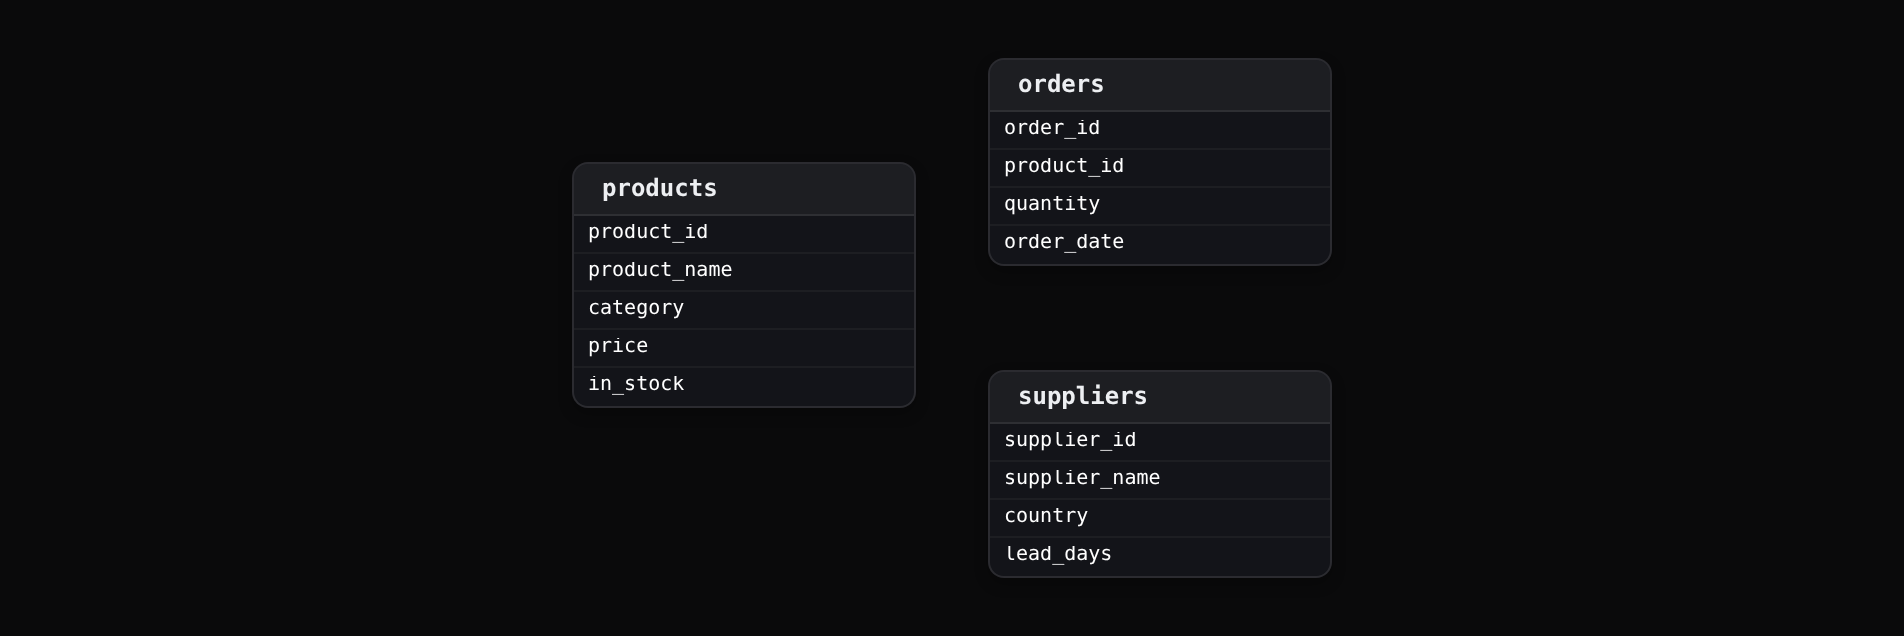 products
product_id
product_name
category
price
in_stock
orders
order_id
product_id
quantity
order_date
suppliers
supplier_id
supplier_name
country
lead_days